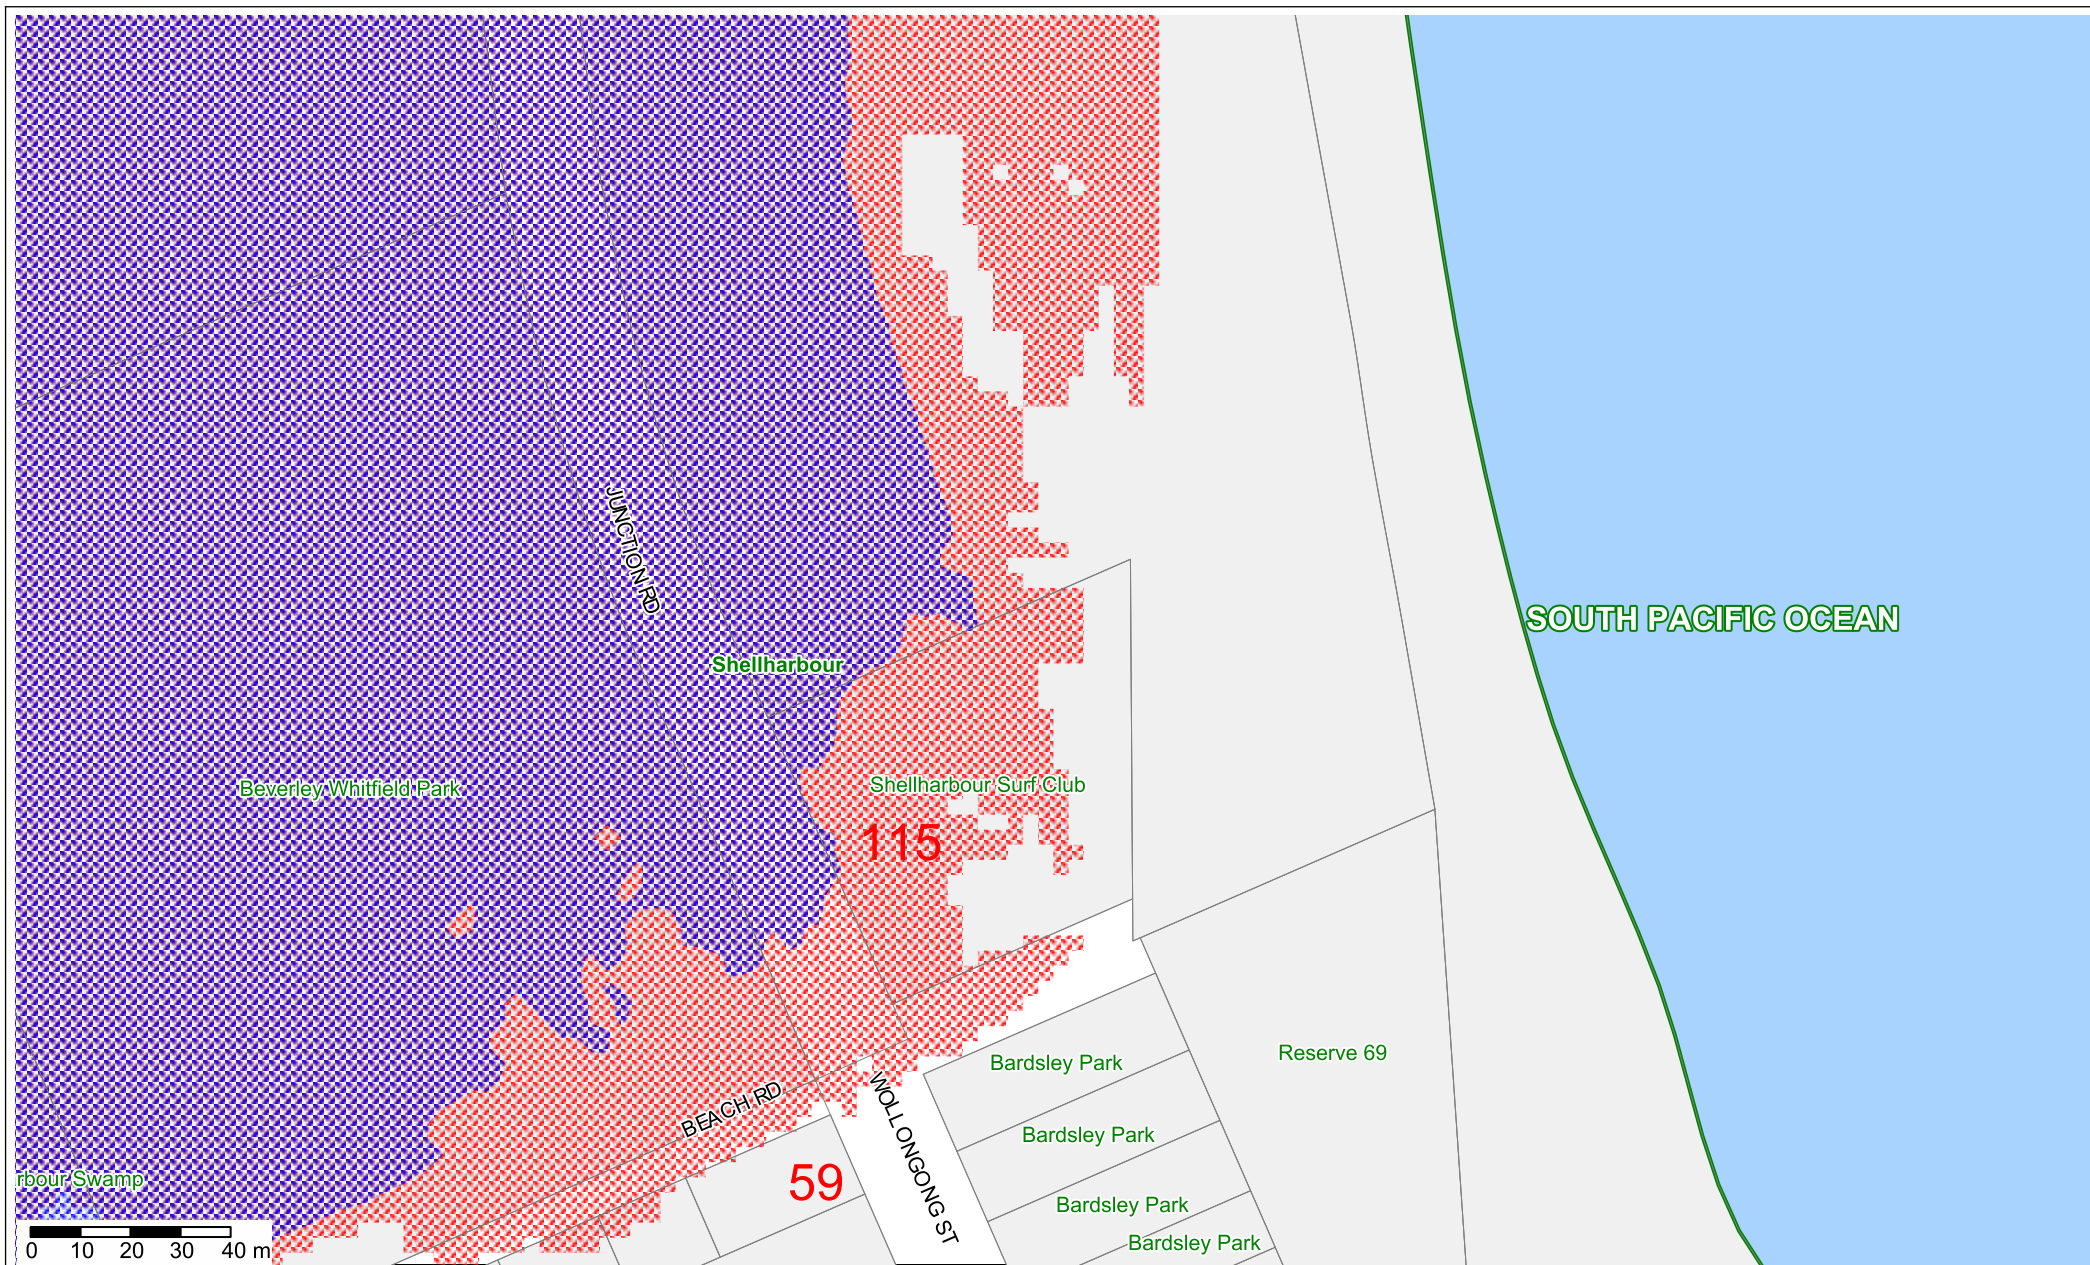 JUNCTION RD
SOUTH PACIFIC OCEAN
Shellharbour
Beverley Whitfield Park
Shellharbour Surf Club
115
Bardsley Park
Reserve 69
BEACH RD
WOLLONGONG ST
Bardsley Park
59
rbour Swamp
Bardsley Park
Bardsley Park
0 10 20 30 40 m